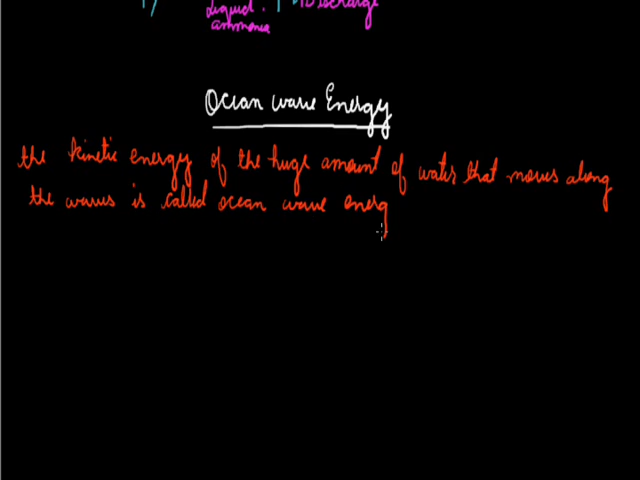 Liquid. Discharge
ammonia
Ocean wave Energy
the kinetic energy of the huge amount of water that moves along
the waves is called ocean wave energ